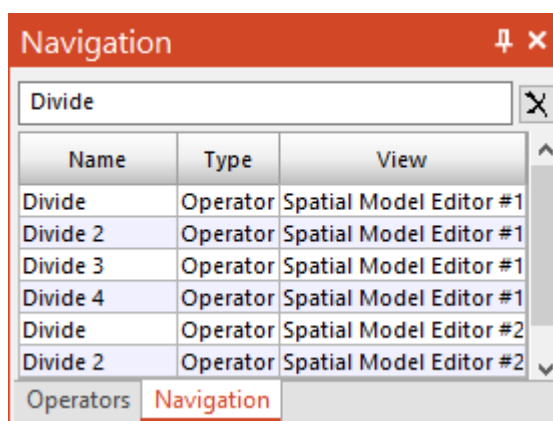 Navigation
Divide
Name Type View
Divide Operator Spatial Model Editor #1
Divide 2 Operator Spatial Model Editor #1
Divide 3 Operator Spatial Model Editor #1
Divide 4 Operator Spatial Model Editor #1
Divide Operator Spatial Model Editor #2
Divide 2 Operator Spatial Model Editor #2
Operators Navigation